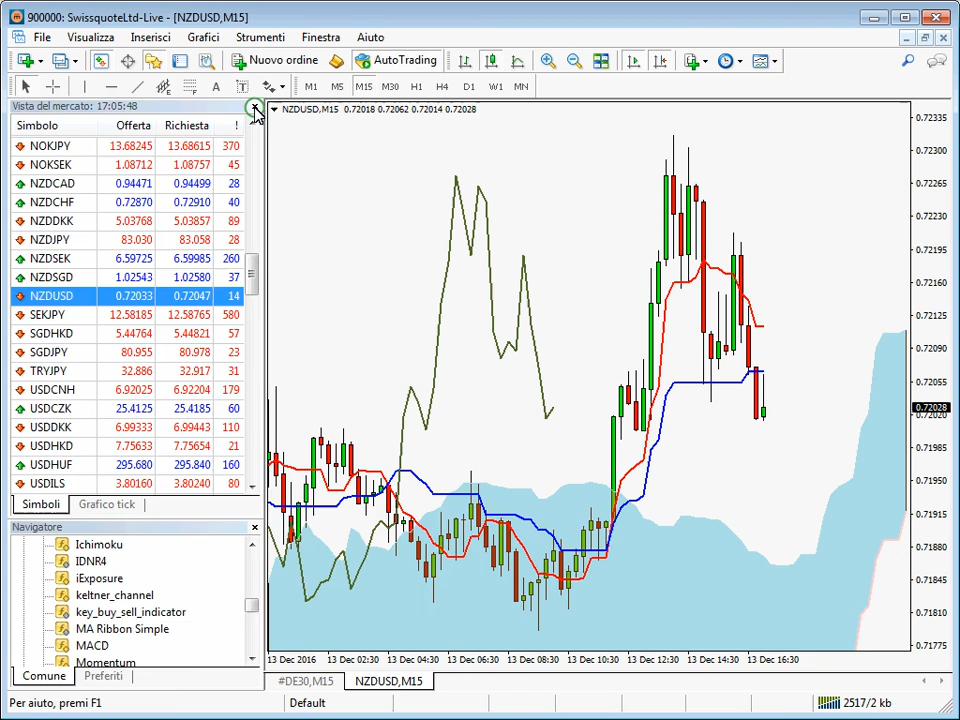 900000: SwissquoteLtd-Live - [NZDUSD,M15]
File Visualizza Inserisci Grafici Strumenti Finestra Aiuto
Nuovo ordine AutoTrading
A T M1 M5 M15 M30 H1 H4 D1 W1 MN
Vista del mercato: 17:05:48
Simbolo Offerta Richiesta !
NOKJPY 13.68245 13.68615 370
NOKSEK 1.08712 1.08757 45
NZDCAD 0.94471 0.94499 28
NZDCHF 0.72870 0.72910 40
NZDDKK 5.03768 5.03857 89
NZDJPY 83.030 83.058 28
NZDSEK 6.59725 6.59985 260
NZDSGD 1.02543 1.02580 37
NZDUSD 0.72033 0.72047 14
SEKJPY 12.58185 12.58765 580
SGDHKD 5.44764 5.44821 57
SGDJPY 80.955 80.978 23
TRYJPY 32.886 32.917 31
USDCNH 6.92025 6.92204 179
USDCZK 25.4125 25.4185 60
USDDKK 6.99333 6.99443 110
USDHKD 7.75633 7.75654 21
USDHUF 295.680 295.840 160
USDILS 3.80160 3.80240 80
Simboli Grafico tick
Navigatore
Ichimoku
IDNR4
iExposure
keltner_channel
key_buy_sell_indicator
MA Ribbon Simple
MACD
Momentum
Comune Preferiti
NZDUSD,M15 0.72018 0.72062 0.72014 0.72028
0.72335
0.72300
0.72265
0.72230
0.72195
0.72160
0.72125
0.72090
0.72055
0.72028
0.72020
0.71985
0.71950
0.71915
0.71880
0.71845
0.71810
0.71775
13 Dec 2016 13 Dec 02:30 13 Dec 04:30 13 Dec 06:30 13 Dec 08:30 13 Dec 10:30 13 Dec 12:30 13 Dec 14:30 13 Dec 16:30
#DE30,M15 NZDUSD,M15
Per aiuto, premi F1 Default 2517/2 kb